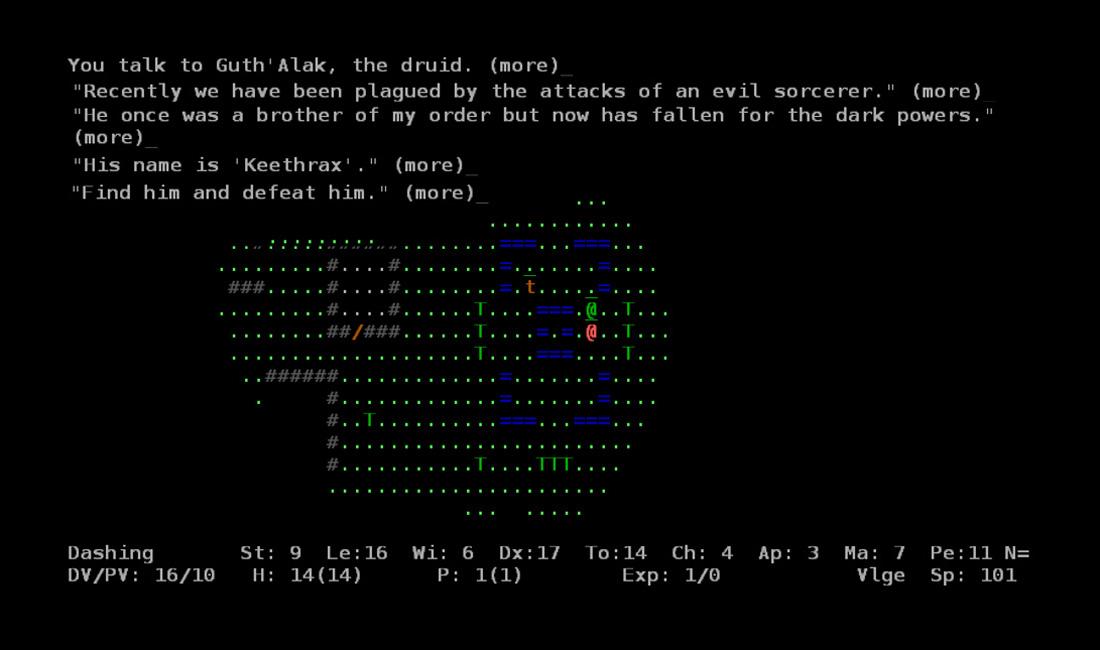 You talk to Guth'Alak, the druid. (more)_
"Recently we have been plagued by the attacks of an evil sorcerer." (more)_
"He once was a brother of my order but now has fallen for the dark powers."
(more)_
"His name is 'Keethrax'." (more)_
"Find him and defeat him." (more)_
Dashing St: 9 Le:16 Wi: 6 Dx:17 To:14 Ch: 4 Ap: 3 Ma: 7 Pe:11 N=
DV/PV: 16/10 H: 14(14) P: 1(1) Exp: 1/0 Vlge Sp: 101